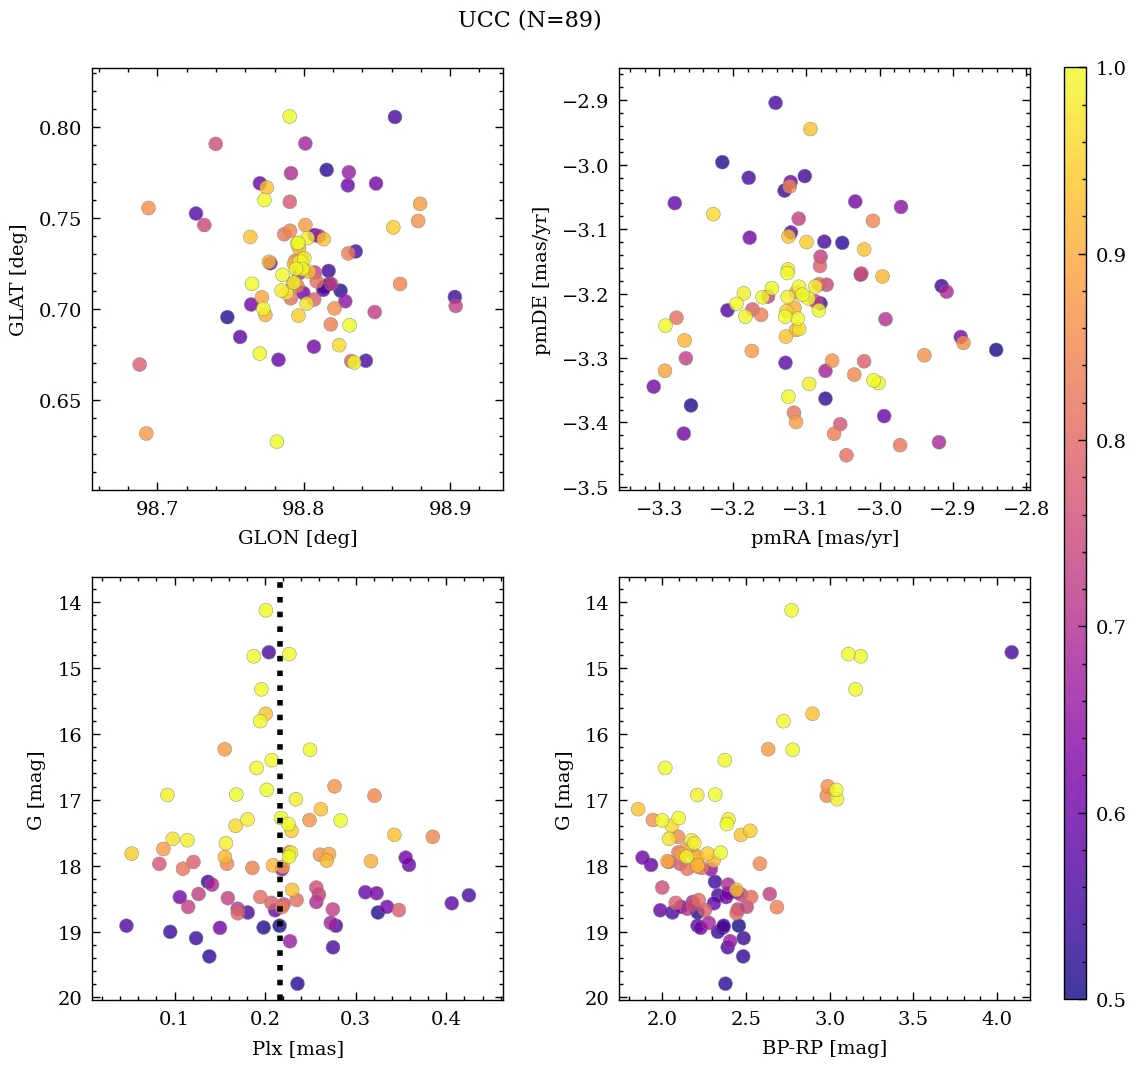 UCC (N=89)
0.80
0.75
0.70
0.65
GLAT [deg]
98.7 98.8 98.9
GLON [deg]
−2.9
−3.0
−3.1
−3.2
−3.3
−3.4
−3.5
pmDE [mas/yr]
−3.3 −3.2 −3.1 −3.0 −2.9 −2.8
pmRA [mas/yr]
14
15
16
17
18
19
20
G [mag]
0.1 0.2 0.3 0.4
Plx [mas]
14
15
16
17
18
19
20
G [mag]
2.0 2.5 3.0 3.5 4.0
BP-RP [mag]
1.0
0.9
0.8
0.7
0.6
0.5